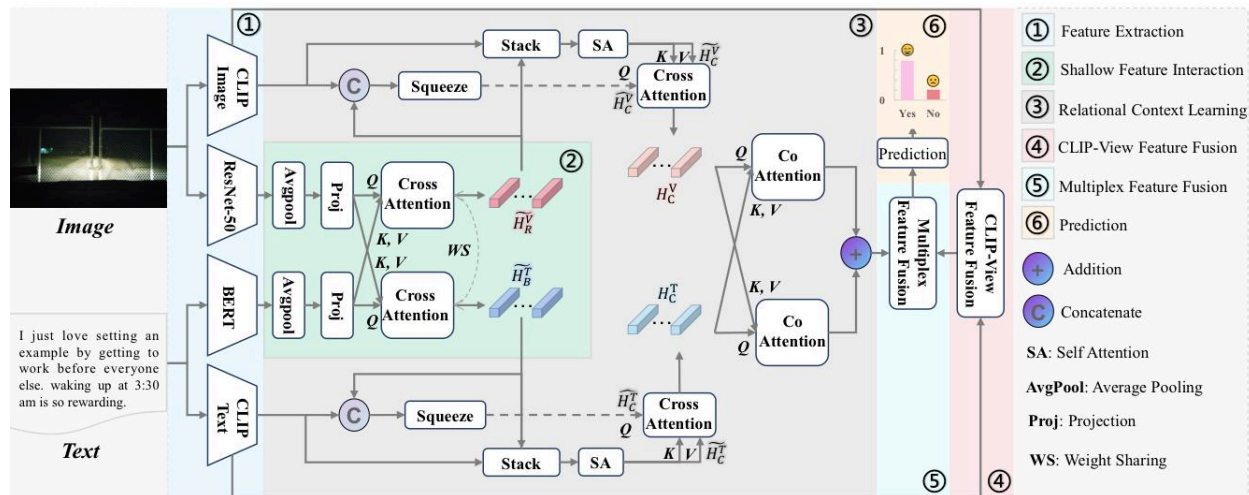 ①
③
⑥
④
⑤
②
CLIP
Image
ResNet-50
BERT
CLIP
Text
Image
I just love setting an
example by getting to
work before everyone
else. waking up at 3:30
am is so rewarding.
Text
C
Squeeze
Stack
SA
K V
H̃_C^V
Q
Ĥ_C^V
Cross
Attention
H_C^V
Avgpool
Proj
Q
Cross
Attention
K, V
K, V
WS
H̃_R^V
Avgpool
Proj
Q
Cross
Attention
H̃_B^T
C
Squeeze
Stack
SA
K V
H̃_C^T
Q
Ĥ_C^T
Cross
Attention
H_C^T
Q
Co
Attention
K, V
K, V
Q
Co
Attention
+
1
0
Yes No
Prediction
Multiplex
Feature Fusion
CLIP-View
Feature Fusion
① Feature Extraction
② Shallow Feature Interaction
③ Relational Context Learning
④ CLIP-View Feature Fusion
⑤ Multiplex Feature Fusion
⑥ Prediction
+ Addition
C Concatenate
SA: Self Attention
AvgPool: Average Pooling
Proj: Projection
WS: Weight Sharing